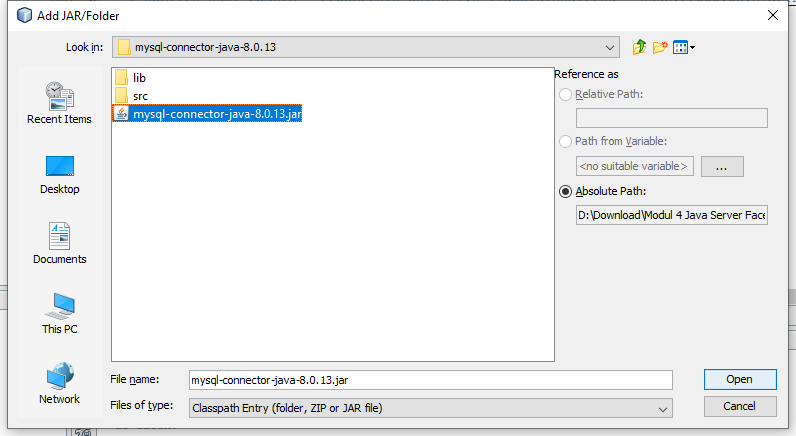 Add JAR/Folder
Look in:
mysql-connector-java-8.0.13
Recent Items
Desktop
Documents
This PC
Network
lib
src
mysql-connector-java-8.0.13.jar
Reference as
Relative Path:
Path from Variable:
<no suitable variable>
...
Absolute Path:
D:\Download\Modul 4 Java Server Face
File name:
mysql-connector-java-8.0.13.jar
Open
Files of type:
Classpath Entry (folder, ZIP or JAR file)
Cancel